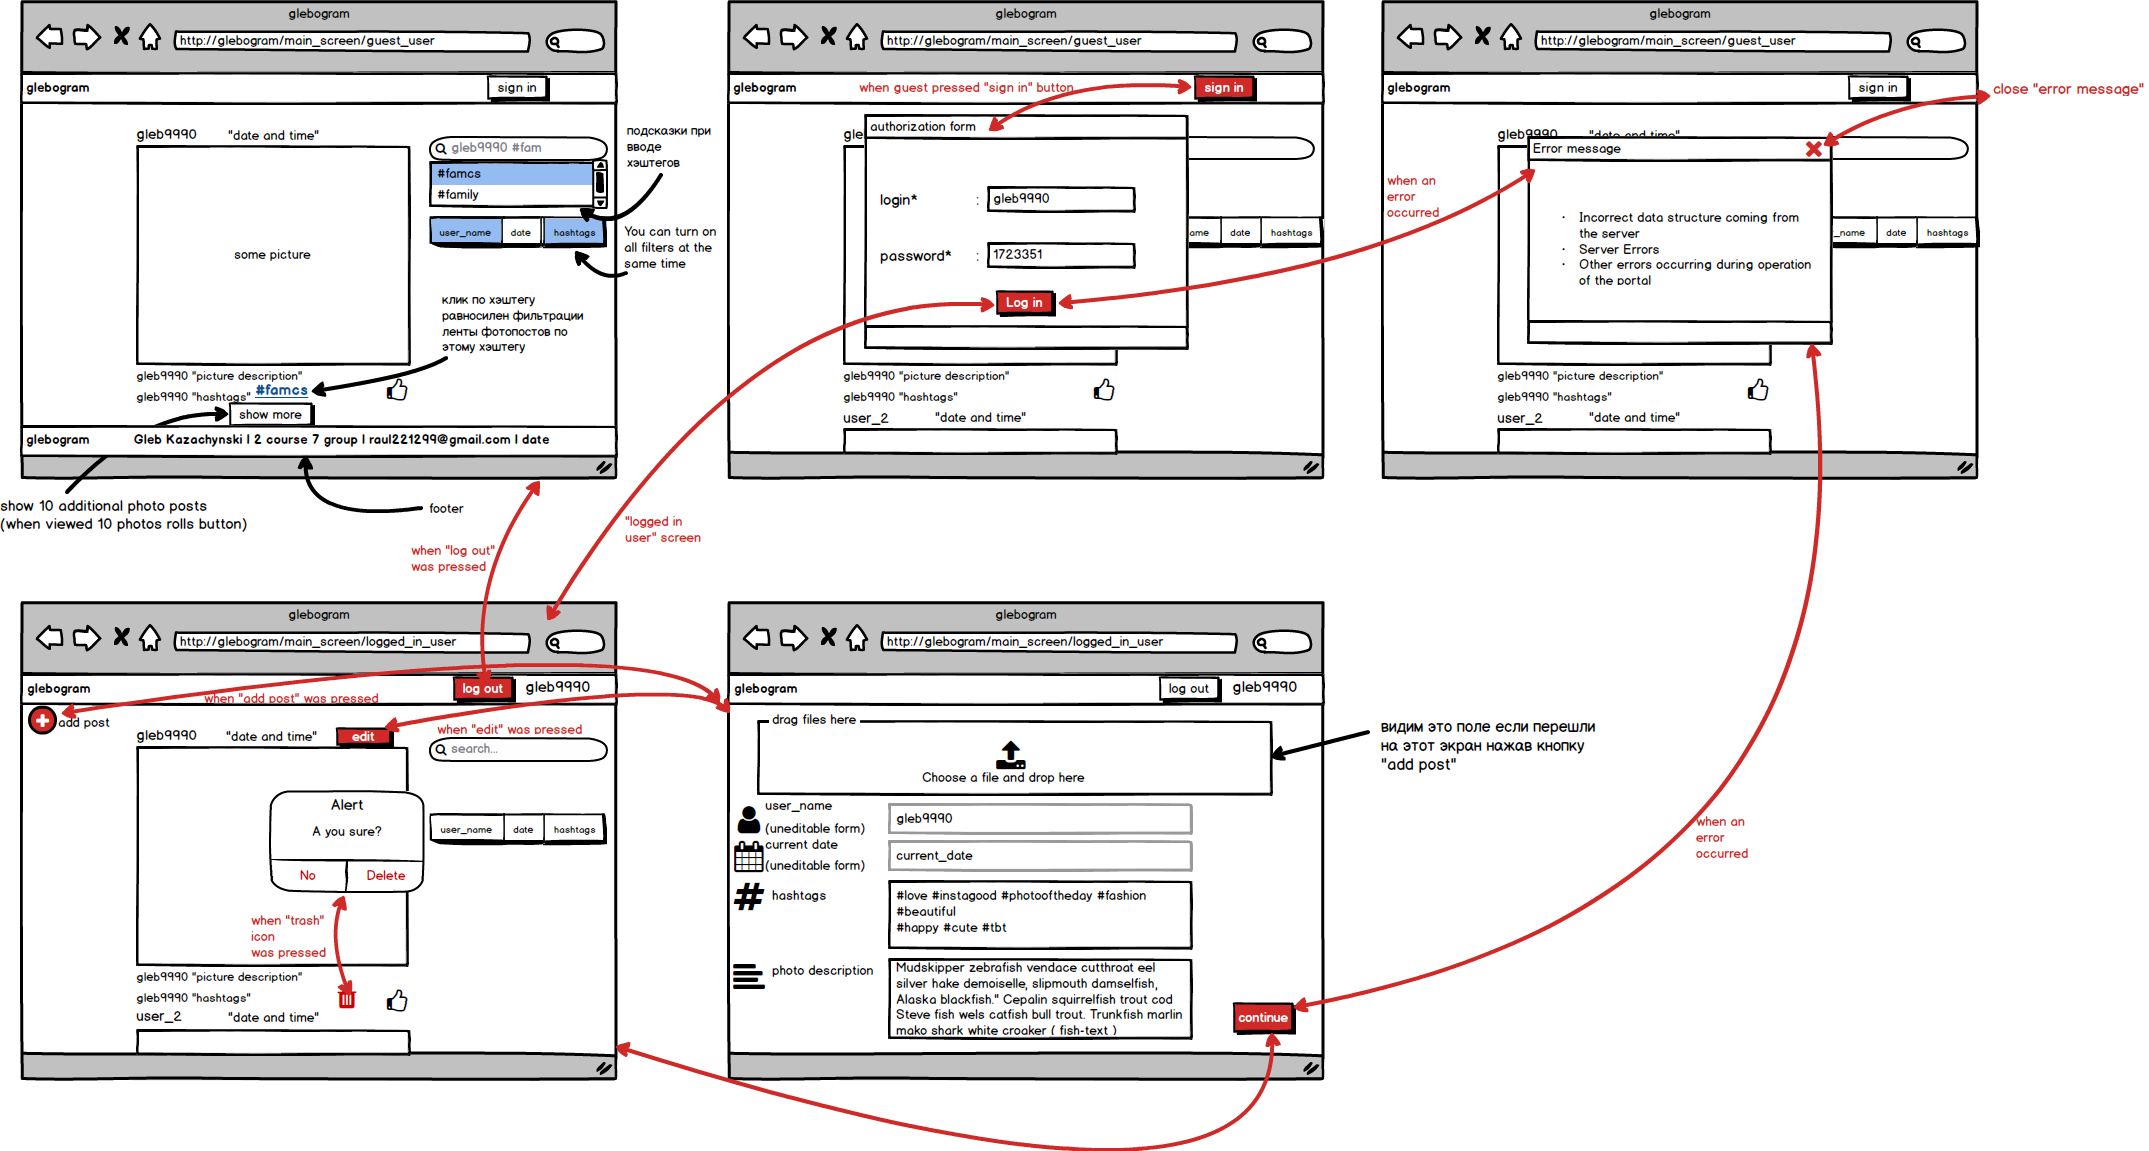 glebogram
http://glebogram/main_screen/guest_user
glebogram
sign in
gleb9990
"date and time"
gleb9990 #fam
#famcs
#family
user_name
date
hashtags
some picture
подсказки при
вводе
хэштегов
You can turn on
all filters at the
same time
клик по хэштегу
равносилен фильтрации
ленты фотопостов по
этому хэштегу
gleb9990 "picture description"
gleb9990 "hashtags"
#famcs
show more
glebogram
Gleb Kazachynski | 2 course 7 group | raul221299@gmail.com | date
show 10 additional photo posts
(when viewed 10 photos rolls button)
footer
glebogram
http://glebogram/main_screen/guest_user
glebogram
when guest pressed "sign in" button
sign in
gle
authorization form
login*
:
gleb9990
password*
:
1723351
Log in
ame
date
hashtags
gleb9990 "picture description"
gleb9990 "hashtags"
user_2
"date and time"
glebogram
http://glebogram/main_screen/guest_user
glebogram
sign in
close "error message"
gleb9990
"date and time"
Error message
when an
error
occurred
· Incorrect data structure coming from
the server
· Server Errors
· Other errors occurring during operation
of the portal
_name
date
hashtags
gleb9990 "picture description"
gleb9990 "hashtags"
user_2
"date and time"
when "log out"
was pressed
"logged in
user" screen
glebogram
http://glebogram/main_screen/logged_in_user
glebogram
log out
gleb9990
when "add post" was pressed
add post
gleb9990
"date and time"
edit
when "edit" was pressed
search...
Alert
A you sure?
No
Delete
user_name
date
hashtags
when "trash"
icon
was pressed
gleb9990 "picture description"
gleb9990 "hashtags"
user_2
"date and time"
glebogram
http://glebogram/main_screen/logged_in_user
glebogram
log out
gleb9990
drag files here
Choose a file and drop here
user_name
(uneditable form)
gleb9990
current date
(uneditable form)
current_date
hashtags
#love #instagood #photooftheday #fashion
#beautiful
#happy #cute #tbt
photo description
Mudskipper zebrafish vendace cutthroat eel
silver hake demoiselle, slipmouth damselfish,
Alaska blackfish." Cepalin squirrelfish trout cod
Steve fish wels catfish bull trout. Trunkfish marlin
mako shark white croaker ( fish-text )
continue
видим это поле если перешли
на этот экран нажав кнопку
"add post"
when an
error
occurred